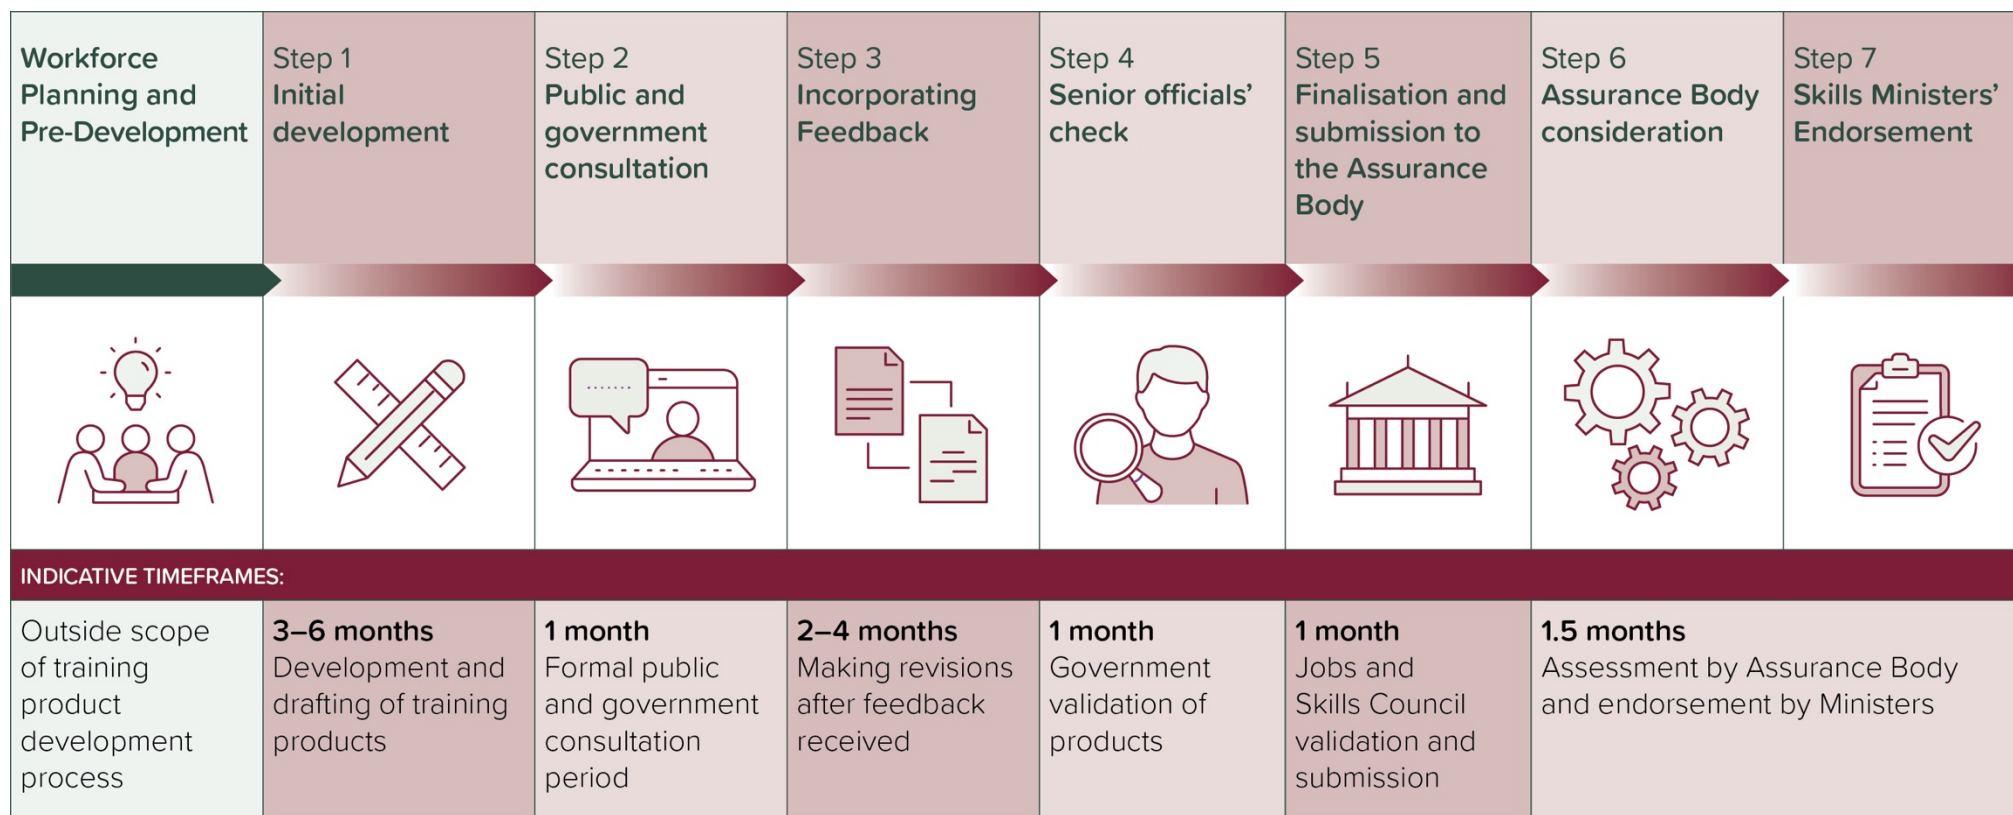 Workforce
Planning and
Pre-Development
Step 1
Initial
development
Step 2
Public and
government
consultation
Step 3
Incorporating
Feedback
Step 4
Senior officials’
check
Step 5
Finalisation and
submission to
the Assurance
Body
Step 6
Assurance Body
consideration
Step 7
Skills Ministers’
Endorsement
INDICATIVE TIMEFRAMES:
Outside scope
of training
product
development
process
3–6 months
Development and
drafting of training
products
1 month
Formal public
and government
consultation
period
2–4 months
Making revisions
after feedback
received
1 month
Government
validation of
products
1 month
Jobs and
Skills Council
validation and
submission
1.5 months
Assessment by Assurance Body
and endorsement by Ministers